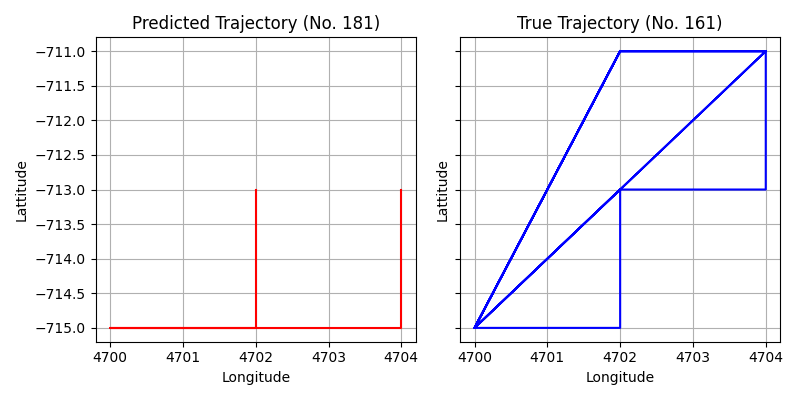 Predicted Trajectory (No. 181)
True Trajectory (No. 161)
−711.0
−711.5
−712.0
−712.5
−713.0
−713.5
−714.0
−714.5
−715.0
Lattitude
Lattitude
4700 4701 4702 4703 4704
4700 4701 4702 4703 4704
Longitude
Longitude